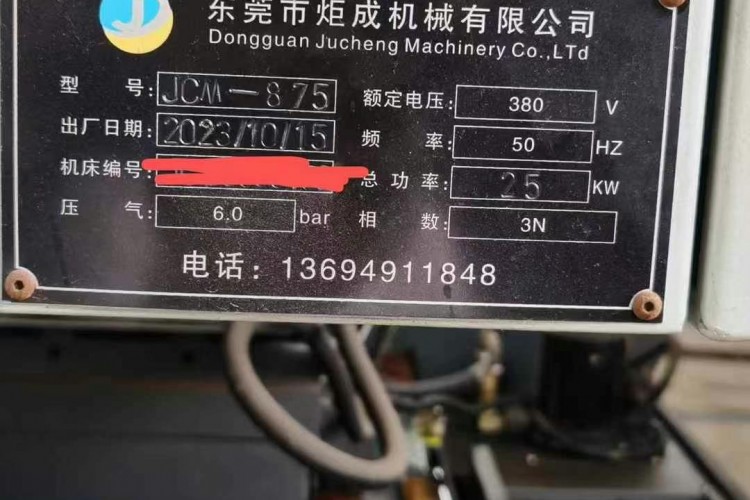 东莞市炬成机械有限公司
Dongguan Jucheng Machinery Co.,LTd
型号: JCM-875 额定电压: 380 V
出厂日期: 2023/10/15 频率: 50 HZ
机床编号: 总功率: 25 KW
压气: 6.0 bar 相数: 3N
电话: 13694911848